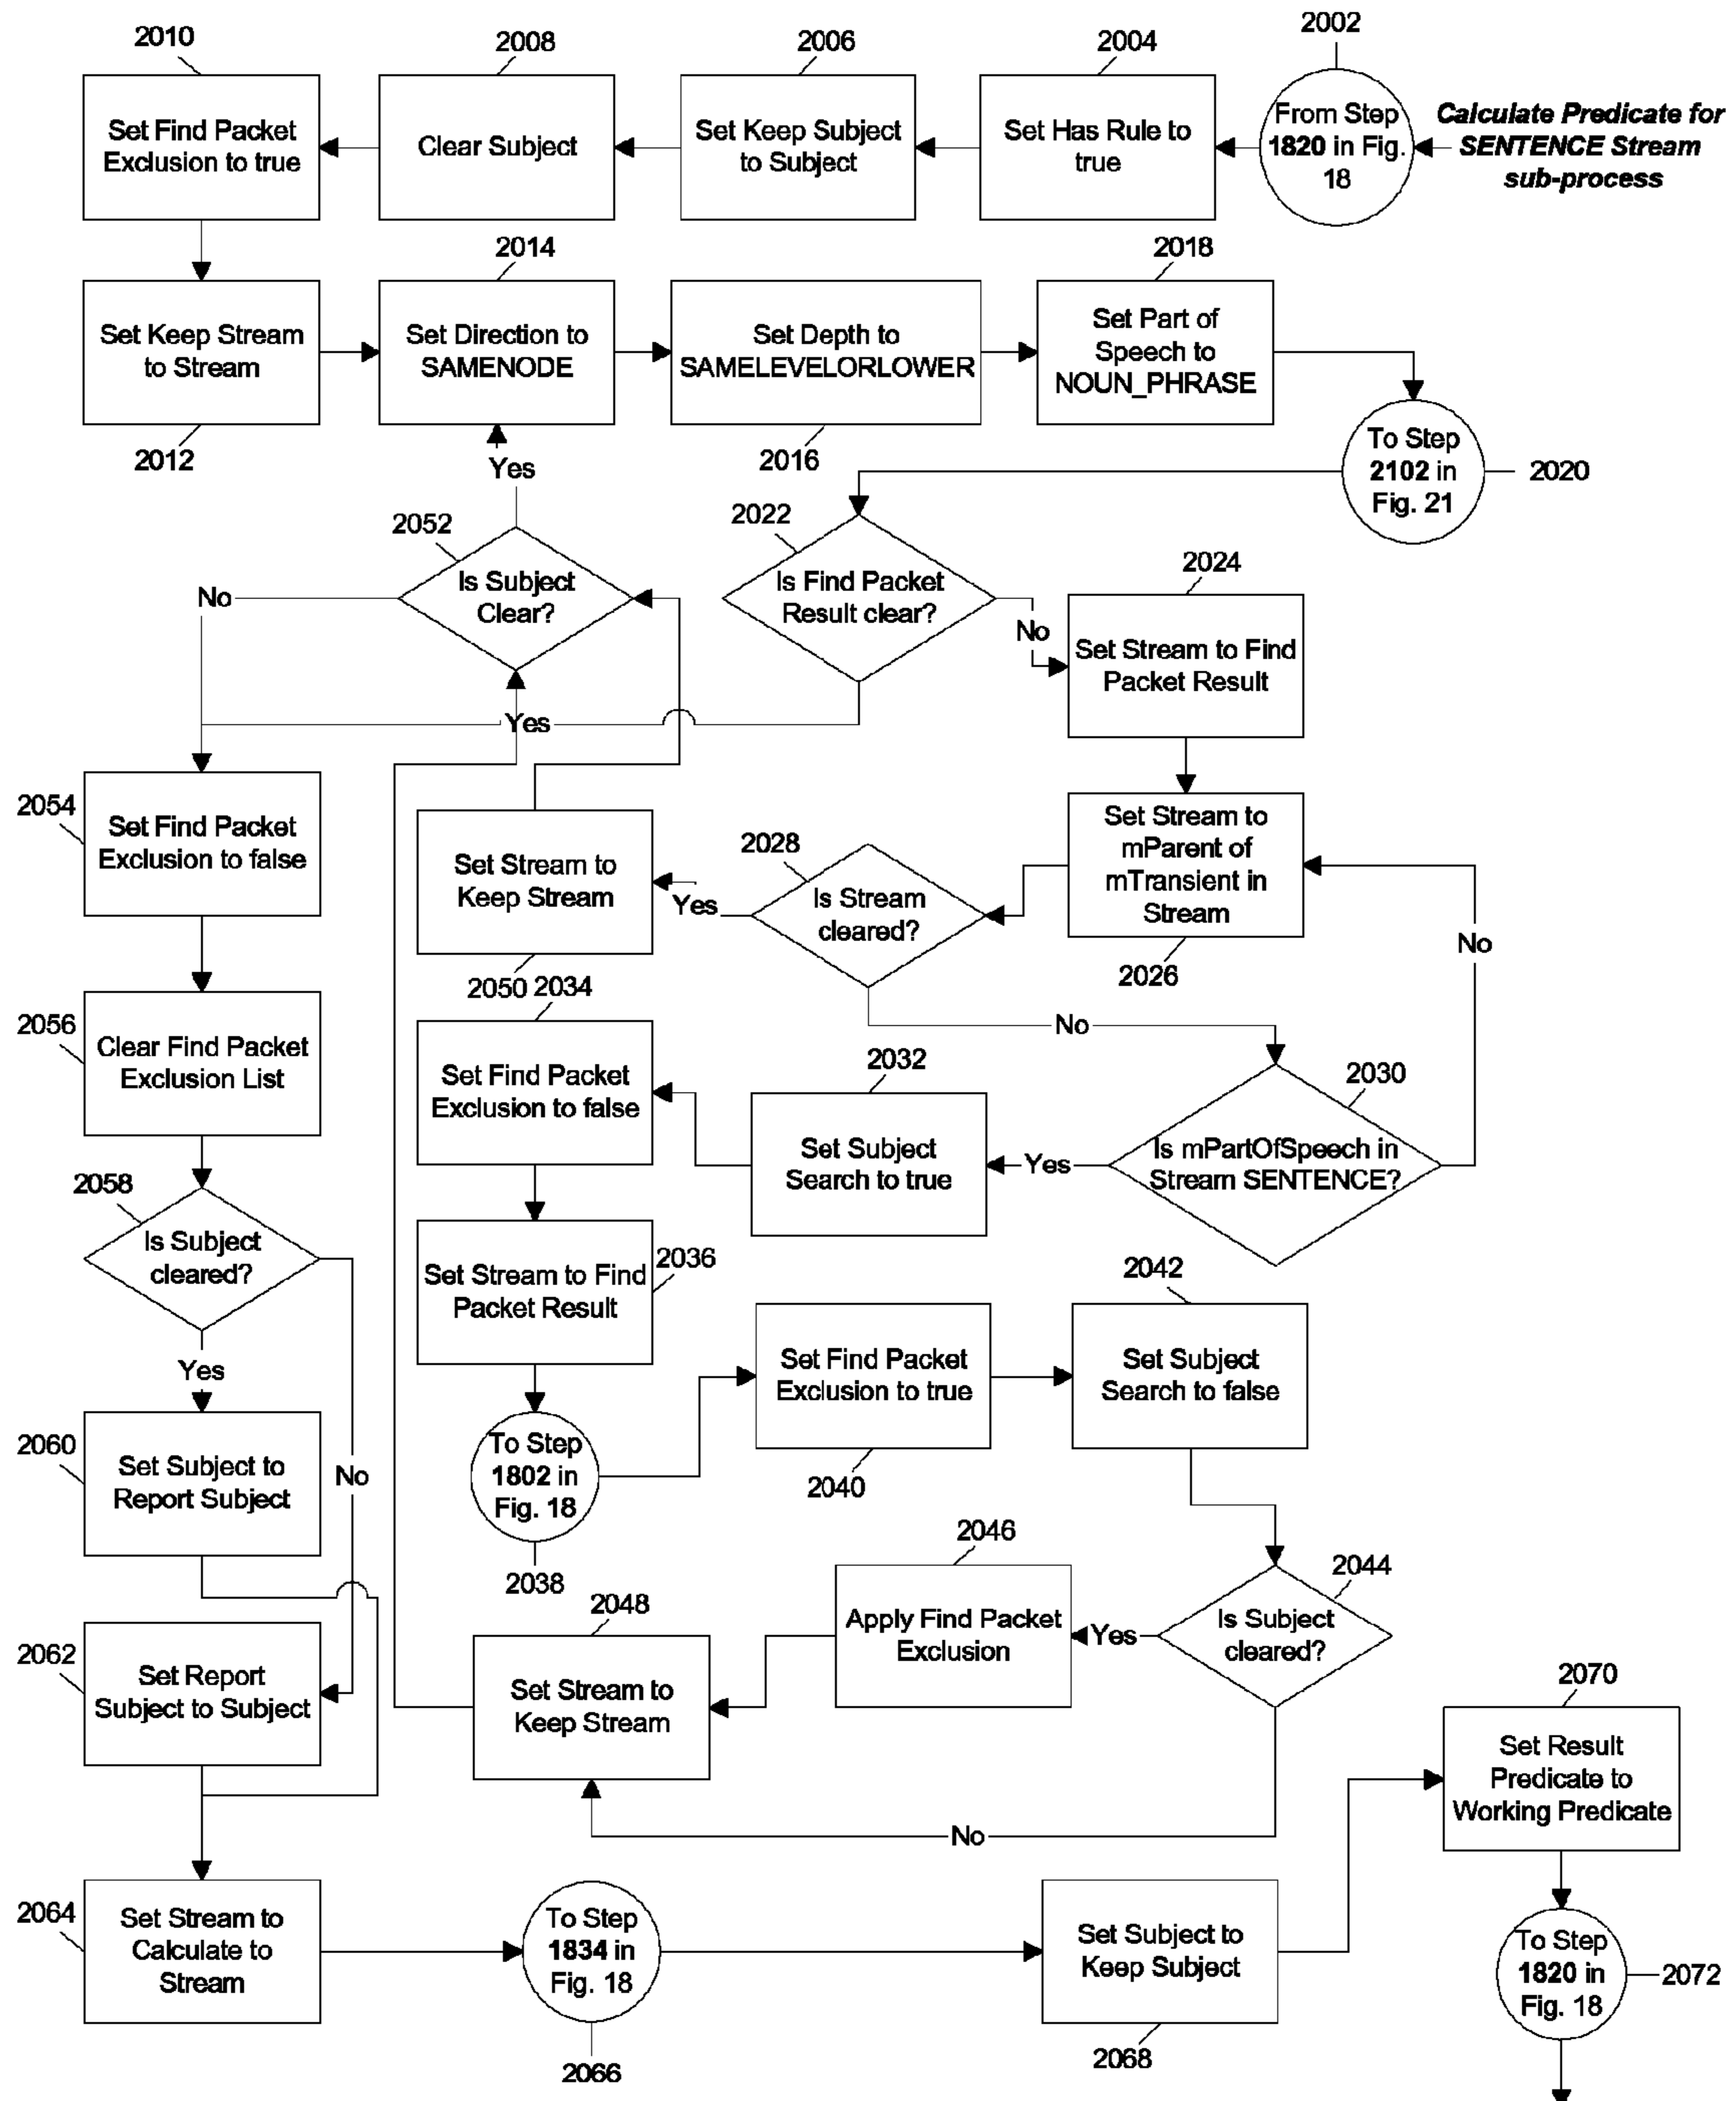 2010
2008
2006
2004
2002
Set Find Packet
Exclusion to true
Clear Subject
Set Keep Subject
to Subject
Set Has Rule to
true
From Step
1820 in Fig.
18
Calculate Predicate for
SENTENCE Stream
sub-process
2014
2018
Set Keep Stream
to Stream
Set Direction to
SAMENODE
Set Depth to
SAMELEVELORLOWER
Set Part of
Speech to
NOUN_PHRASE
2012
2016
Yes
To Step
2102 in
Fig. 21
2020
2052
2022
2024
Is Subject
Clear?
No
Is Find Packet
Result clear?
No
Set Stream to Find
Packet Result
Yes
2054
Set Find Packet
Exclusion to false
Set Stream to
Keep Stream
2050
2028
Is Stream
cleared?
Yes
No
Set Stream to
mParent of
mTransient in
Stream
2026
No
2034
2056
Clear Find Packet
Exclusion List
Set Find Packet
Exclusion to false
2032
Set Subject
Search to true
2030
Is mPartOfSpeech in
Stream SENTENCE?
Yes
2058
Is Subject
cleared?
Yes
No
Set Stream to Find
Packet Result
2036
2042
Set Find Packet
Exclusion to true
2040
Set Subject
Search to false
2060
Set Subject to
Report Subject
To Step
1802 in
Fig. 18
2038
2046
Apply Find Packet
Exclusion
2044
Is Subject
cleared?
Yes
No
2048
Set Stream to
Keep Stream
2062
Set Report
Subject to Subject
2070
Set Result
Predicate to
Working Predicate
2064
Set Stream to
Calculate to
Stream
To Step
1834 in
Fig. 18
2066
Set Subject to
Keep Subject
2068
To Step
1820 in
Fig. 18
2072